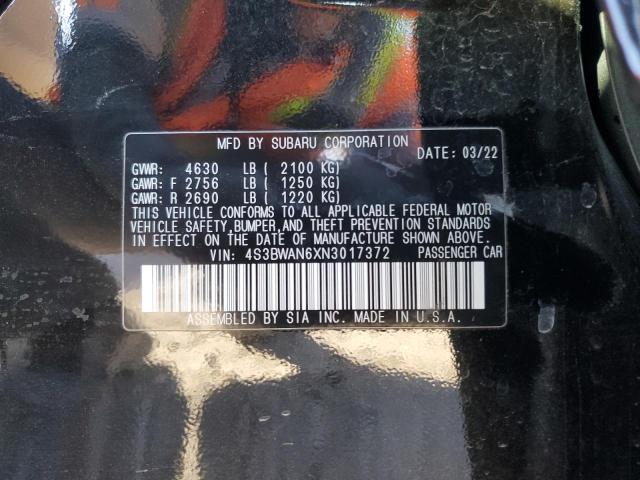 MFD BY SUBARU CORPORATION
DATE: 03/22
GVWR: 4630 LB ( 2100 KG)
GAWR: F 2756 LB ( 1250 KG)
GAWR: R 2690 LB ( 1220 KG)
THIS VEHICLE CONFORMS TO ALL APPLICABLE FEDERAL MOTOR
VEHICLE SAFETY,BUMPER,AND THEFT PREVENTION STANDARDS
IN EFFECT ON THE DATE OF MANUFACTURE SHOWN ABOVE.
VIN: 4S3BWAN6XN3017372 PASSENGER CAR
ASSEMBLED BY SIA INC. MADE IN U.S.A.